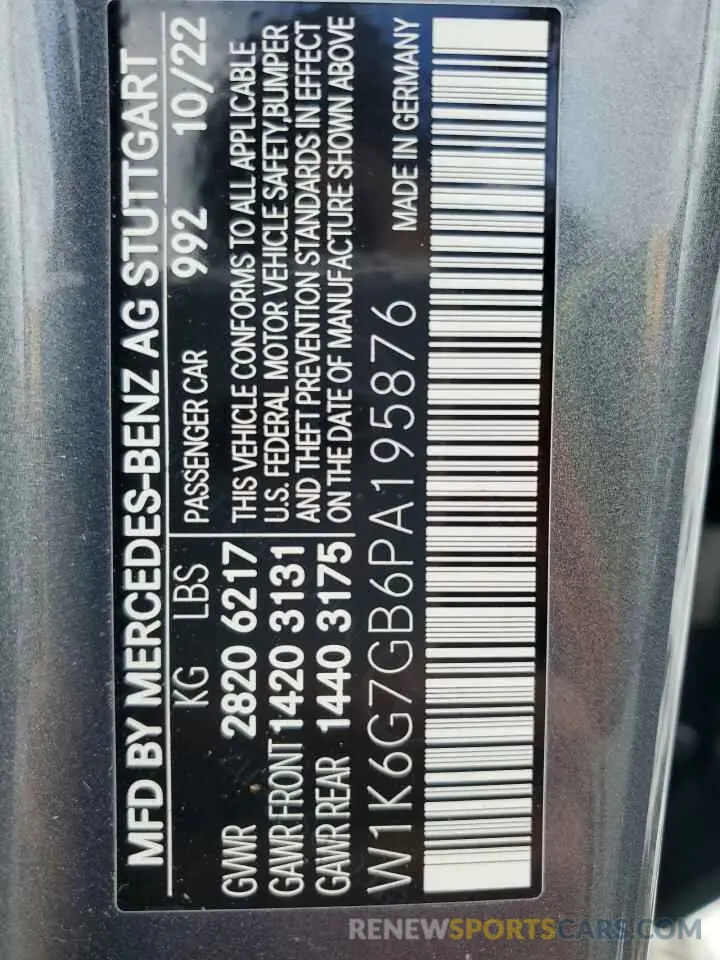 MFD BY MERCEDES-BENZ AG STUTTGART
KG LBS PASSENGER CAR 992 10/22
GVWR 2820 6217 THIS VEHICLE CONFORMS TO ALL APPLICABLE
GAWR FRONT 1420 3131 U.S. FEDERAL MOTOR VEHICLE SAFETY, BUMPER
GAWR REAR 1440 3175 AND THEFT PREVENTION STANDARDS IN EFFECT
ON THE DATE OF MANUFACTURE SHOWN ABOVE
W1K6G7GB6PA195876 MADE IN GERMANY
RENEWSPORTSCARS.COM